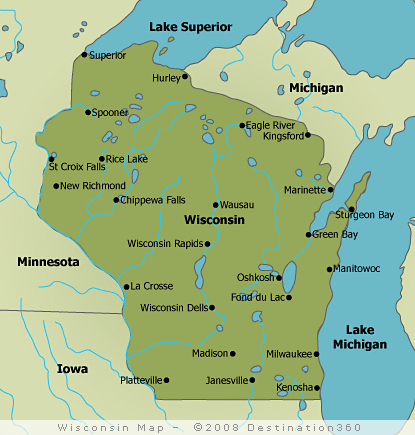 Lake Superior
Superior
Hurley
Michigan
Spooner
Eagle River
Kingsford
Rice Lake
St Croix Falls
New Richmond
Marinette
Chippewa Falls
Wausau
Sturgeon Bay
Wisconsin
Green Bay
Wisconsin Rapids
Minnesota
Manitowoc
Oshkosh
La Crosse
Fond du Lac
Wisconsin Dells
Lake
Michigan
Madison
Milwaukee
Iowa
Platteville
Janesville
Kenosha
Wisconsin Map - ©2008 Destination360